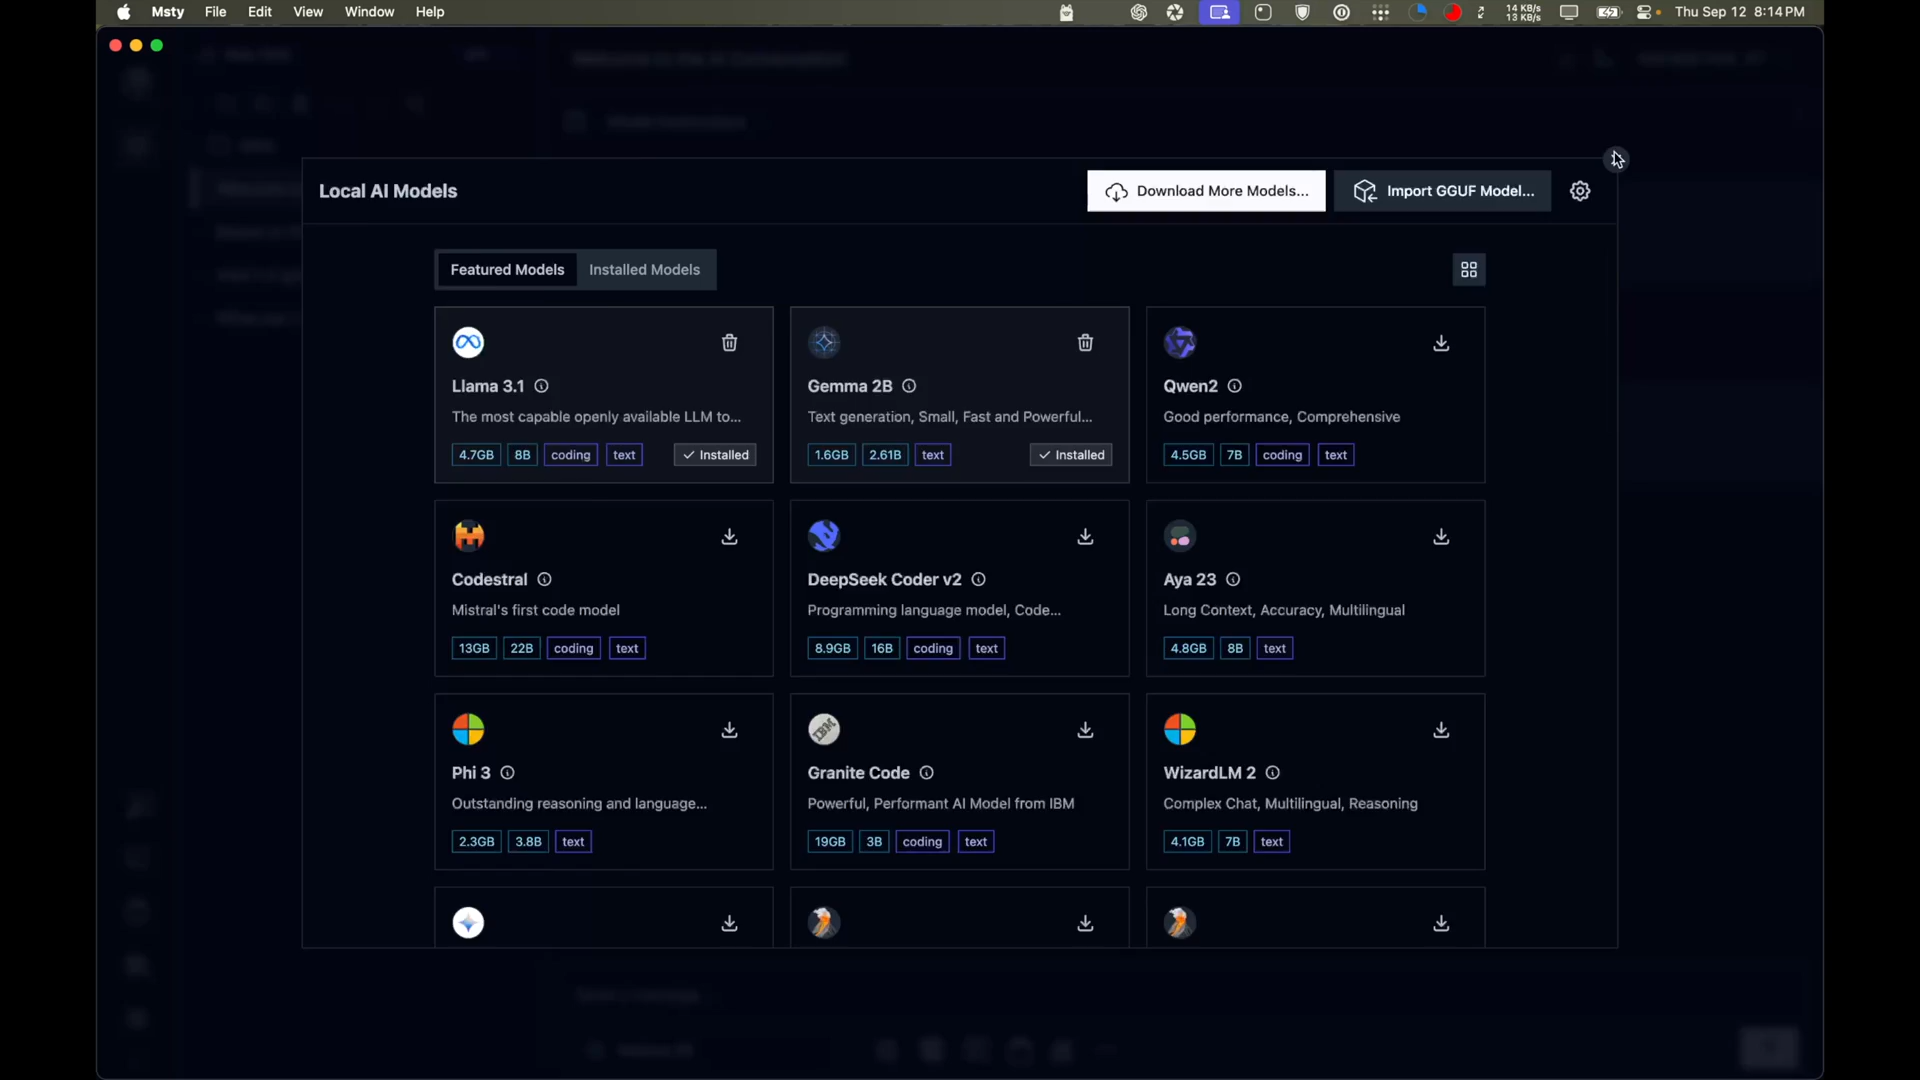 Msty File Edit View Window Help
14 KB/s
13 KB/s
Thu Sep 12 8:14 PM
Local AI Models
Download More Models...
Import GGUF Model...
Featured Models
Installed Models
Llama 3.1
The most capable openly available LLM to...
4.7GB 8B coding text Installed
Gemma 2B
Text generation, Small, Fast and Powerful...
1.6GB 2.61B text Installed
Qwen2
Good performance, Comprehensive
4.5GB 7B coding text
Codestral
Mistral's first code model
13GB 22B coding text
DeepSeek Coder v2
Programming language model, Code...
8.9GB 16B coding text
Aya 23
Long Context, Accuracy, Multilingual
4.8GB 8B text
Phi 3
Outstanding reasoning and language...
2.3GB 3.8B text
Granite Code
Powerful, Performant AI Model from IBM
19GB 3B coding text
WizardLM 2
Complex Chat, Multilingual, Reasoning
4.1GB 7B text